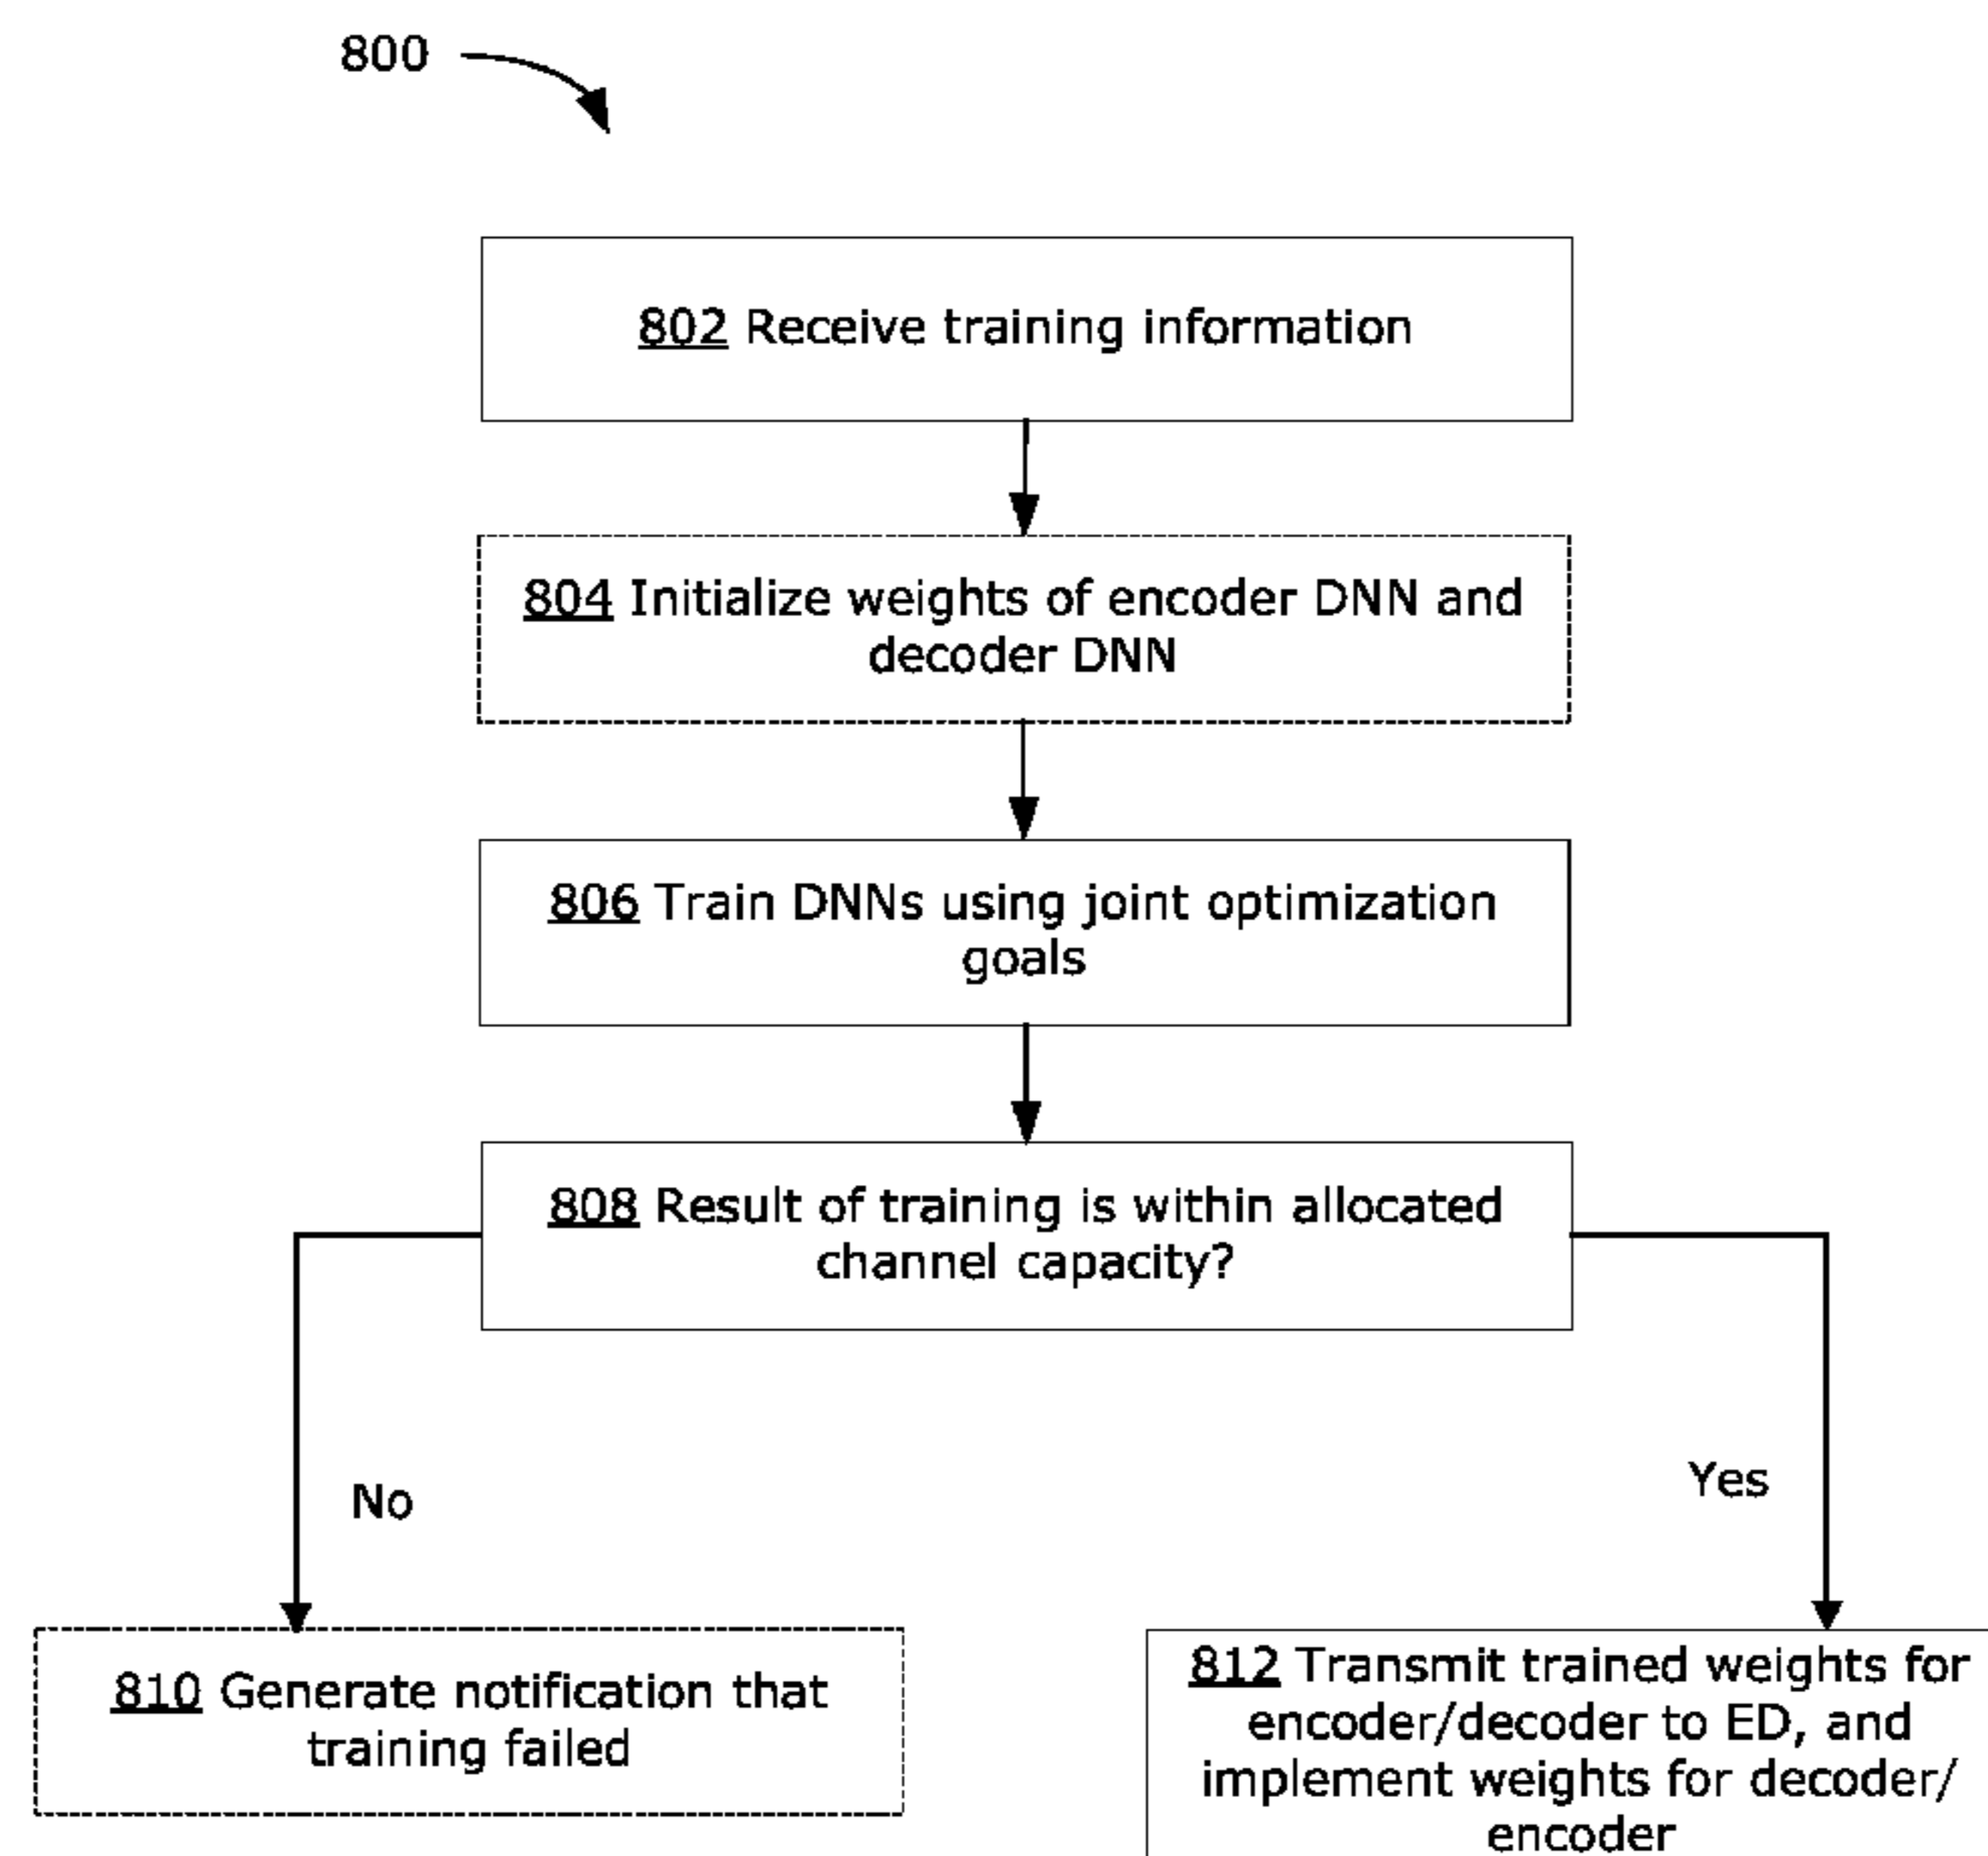 800
802 Receive training information
804 Initialize weights of encoder DNN and
decoder DNN
806 Train DNNs using joint optimization
goals
808 Result of training is within allocated
channel capacity?
No
Yes
810 Generate notification that
training failed
812 Transmit trained weights for
encoder/decoder to ED, and
implement weights for decoder/
encoder